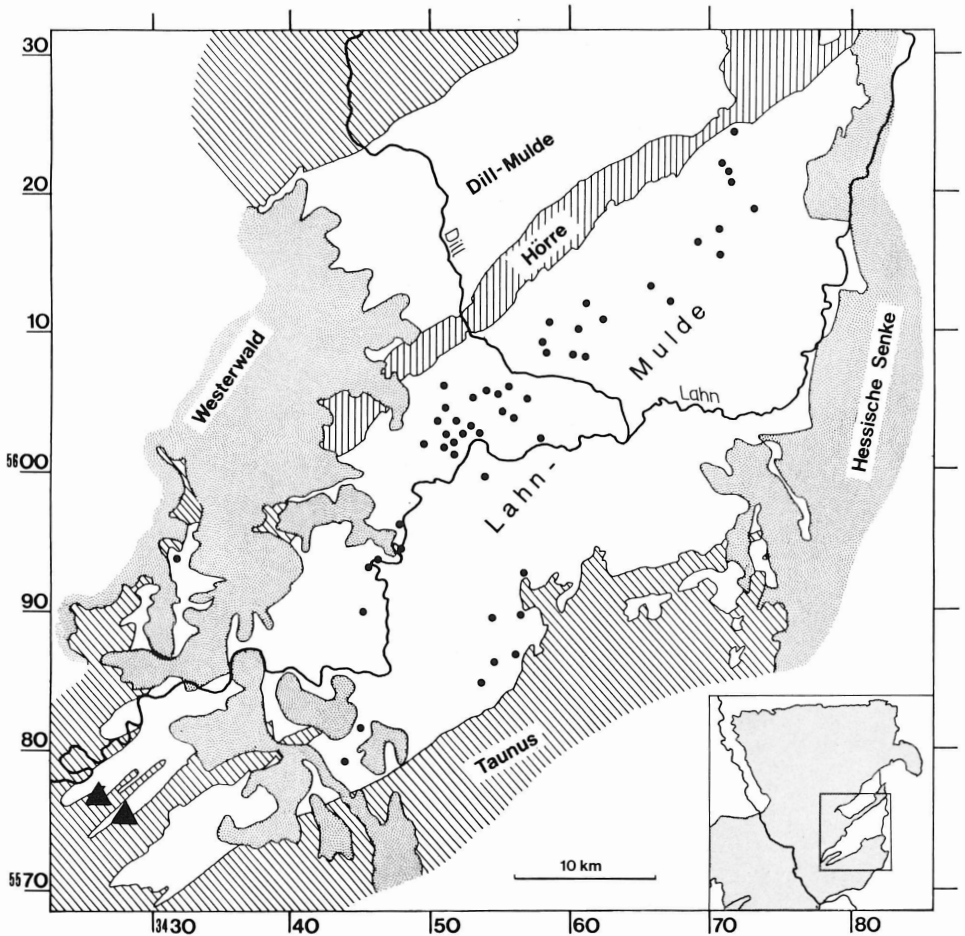 30
20
10
5600
90
80
5570
Dill-Mulde
Dill
Hörre
Westerwald
Mulde
Lahn
Hessische Senke
Lahn-
Taunus
10 km
3430
40
50
60
70
80